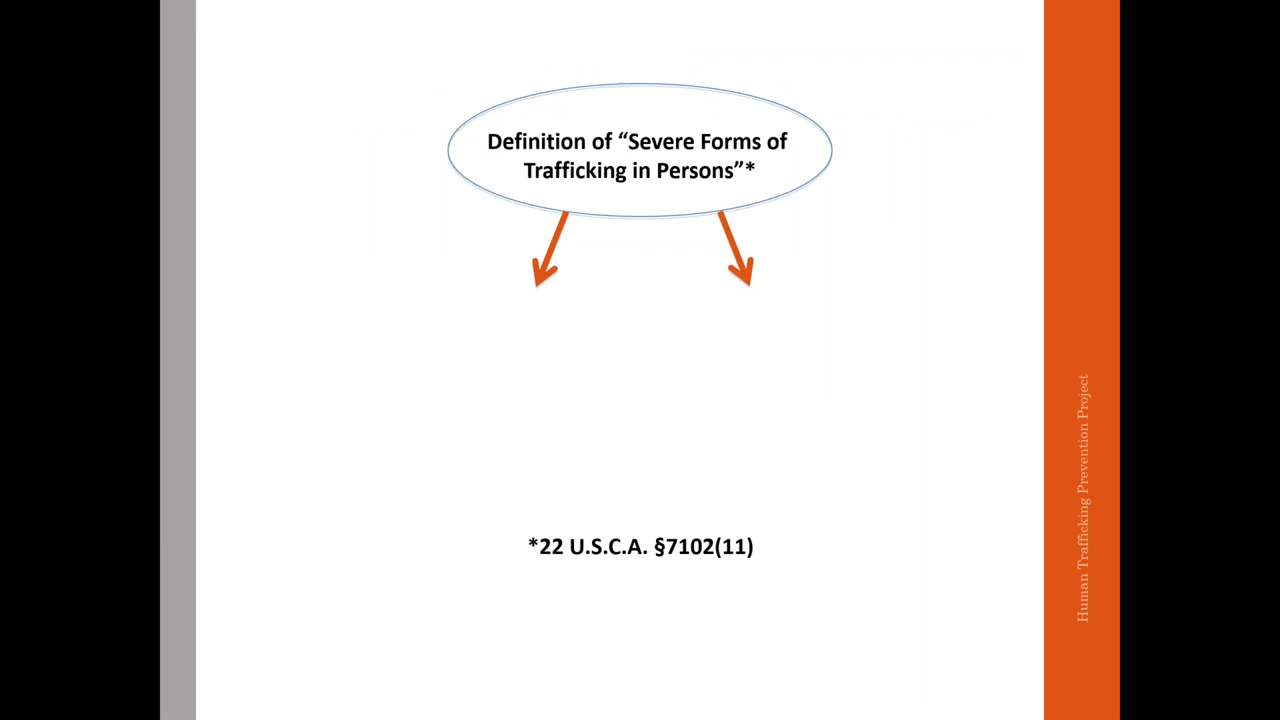 Definition of “Severe Forms of
Trafficking in Persons”*
*22 U.S.C.A. §7102(11)
Human Trafficking Prevention Project